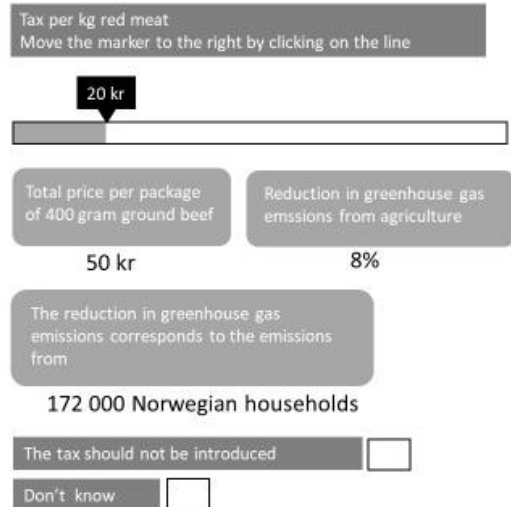 Tax per kg red meat
Move the marker to the right by clicking on the line
20 kr
Total price per package
of 400 gram ground beef
50 kr
Reduction in greenhouse gas
emssions from agriculture
8%
The reduction in greenhouse gas
emissions corresponds to the emissions
from
172 000 Norwegian households
The tax should not be introduced
Don't know